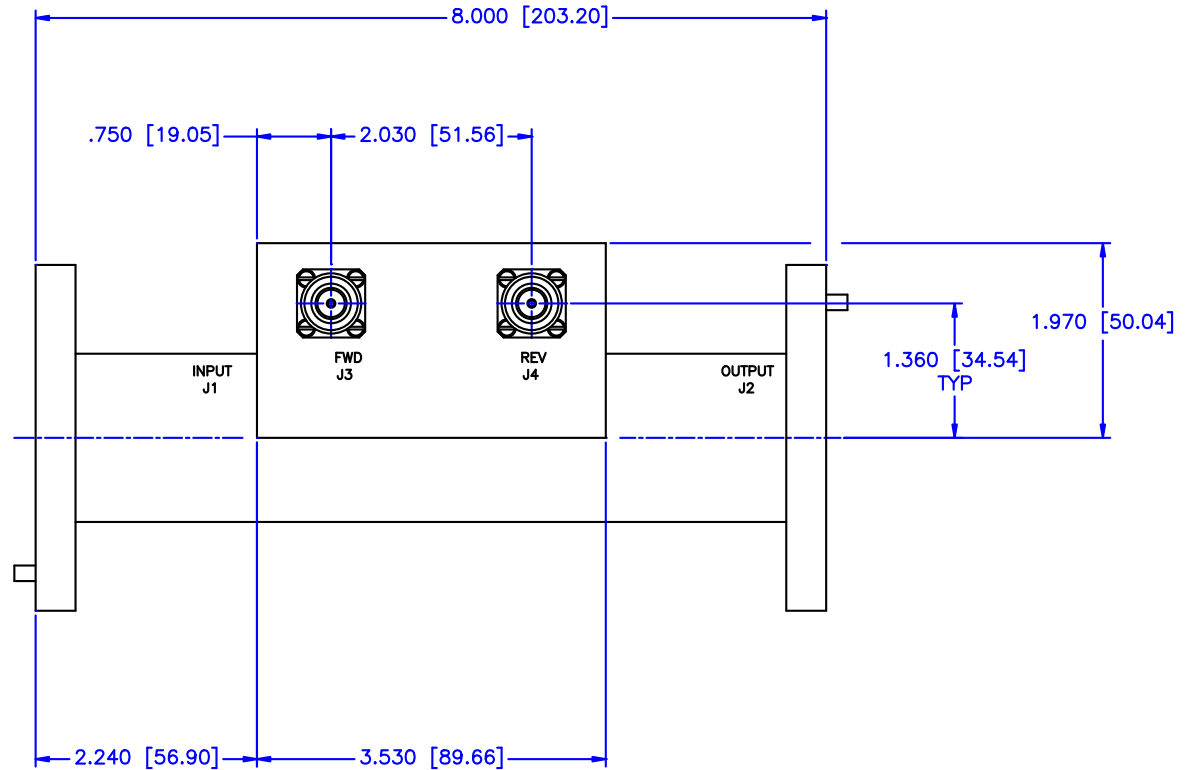 8.000 [203.20]
.750 [19.05]
2.030 [51.56]
1.970 [50.04]
1.360 [34.54]
TYP
INPUT
J1
FWD
J3
REV
J4
OUTPUT
J2
2.240 [56.90]
3.530 [89.66]